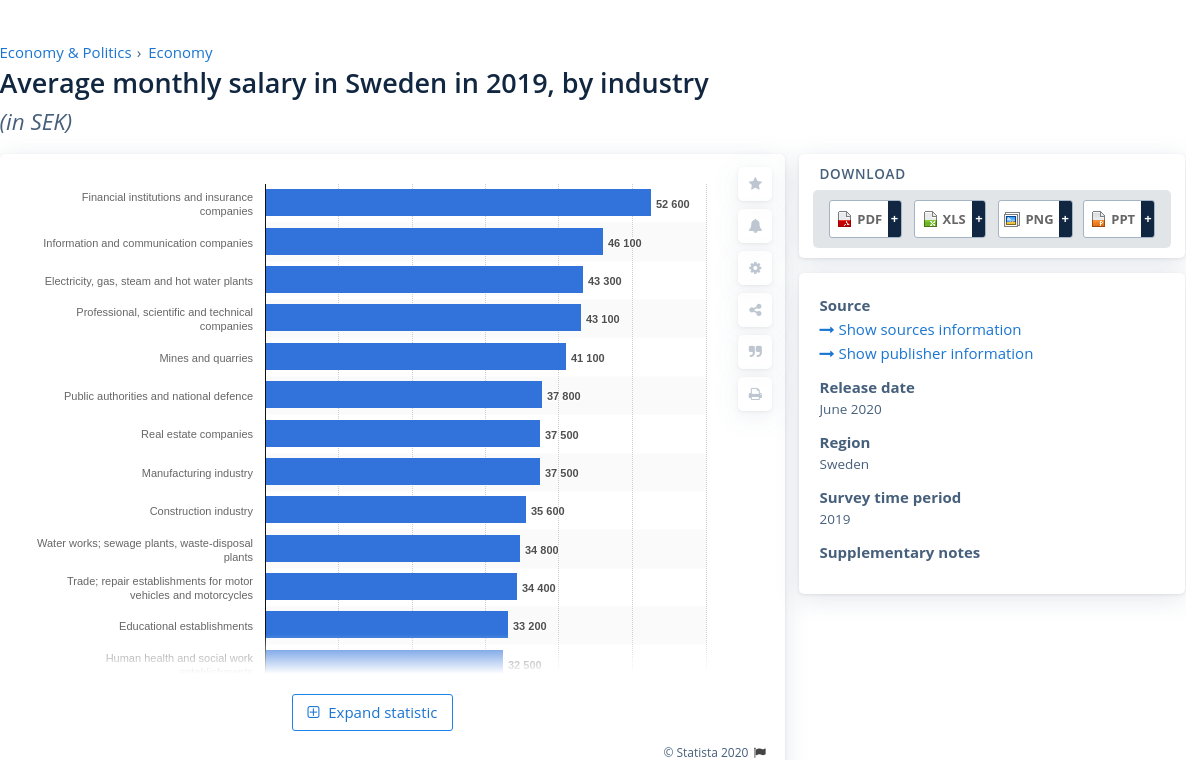 Economy & Politics › Economy
Average monthly salary in Sweden in 2019, by industry
(in SEK)
Financial institutions and insurance
companies
52 600
Information and communication companies
46 100
Electricity, gas, steam and hot water plants
43 300
Professional, scientific and technical
companies
43 100
Mines and quarries
41 100
Public authorities and national defence
37 800
Real estate companies
37 500
Manufacturing industry
37 500
Construction industry
35 600
Water works; sewage plants, waste-disposal
plants
34 800
Trade; repair establishments for motor
vehicles and motorcycles
34 400
Educational establishments
33 200
Human health and social work
32 500
Expand statistic
© Statista 2020
DOWNLOAD
PDF +
XLS +
PNG +
PPT +
Source
Show sources information
Show publisher information
Release date
June 2020
Region
Sweden
Survey time period
2019
Supplementary notes